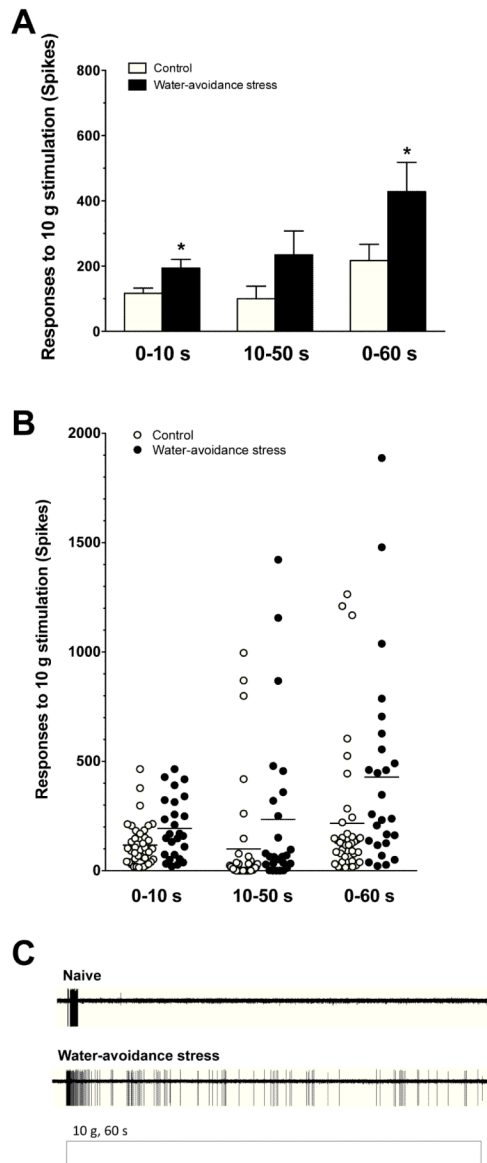 A
Responses to 10 g stimulation (Spikes)
800
600
400
200
0
Control
Water-avoidance stress
*
*
0-10 s
10-50 s
0-60 s
B
Responses to 10 g stimulation (Spikes)
2000
1500
1000
500
0
Control
Water-avoidance stress
0-10 s
10-50 s
0-60 s
C
Naive
Water-avoidance stress
10 g, 60 s